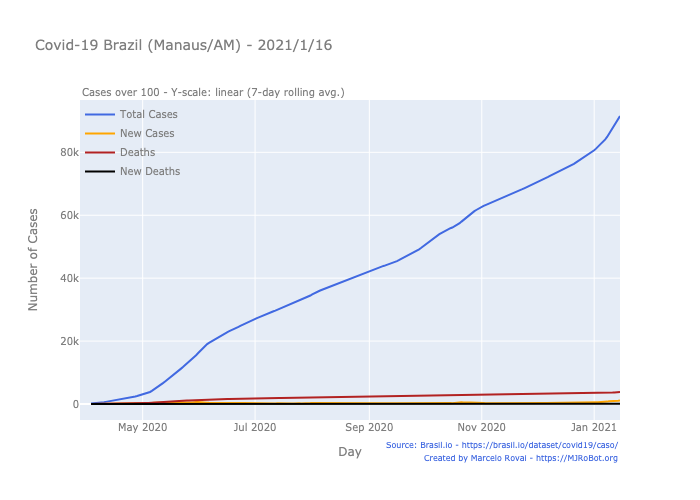 Covid-19 Brazil (Manaus/AM) - 2021/1/16
Cases over 100 - Y-scale: linear (7-day rolling avg.)
Total Cases
New Cases
Deaths
New Deaths
80k
60k
40k
20k
0
Number of Cases
May 2020
Jul 2020
Sep 2020
Nov 2020
Jan 2021
Day
Source: Brasil.io - https://brasil.io/dataset/covid19/caso/
Created by Marcelo Rovai - https://MJRoBot.org